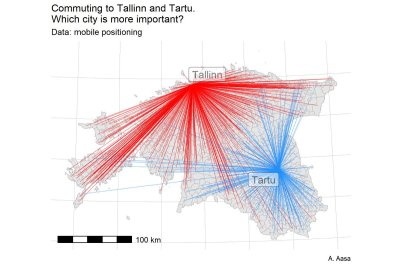 Commuting to Tallinn and Tartu.
Which city is more important?
Data: mobile positioning
Tallinn
Tartu
100 km
A. Aasa